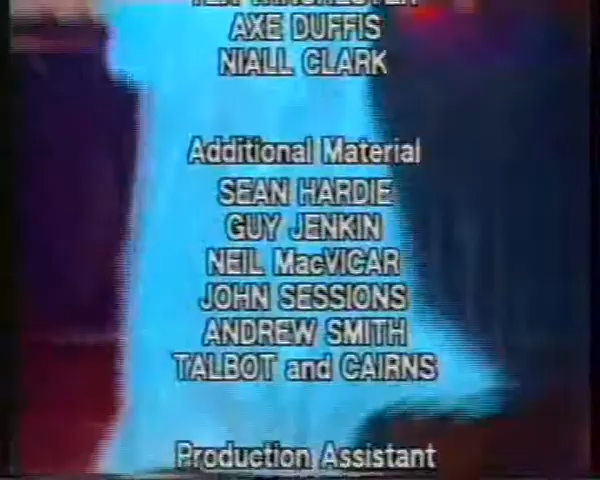 AXE DUFFIS
NIALL CLARK
Additional Material
SEAN HARDIE
GUY JENKIN
NEIL MacVICAR
JOHN SESSIONS
ANDREW SMITH
TALBOT and CAIRNS
Production Assistant